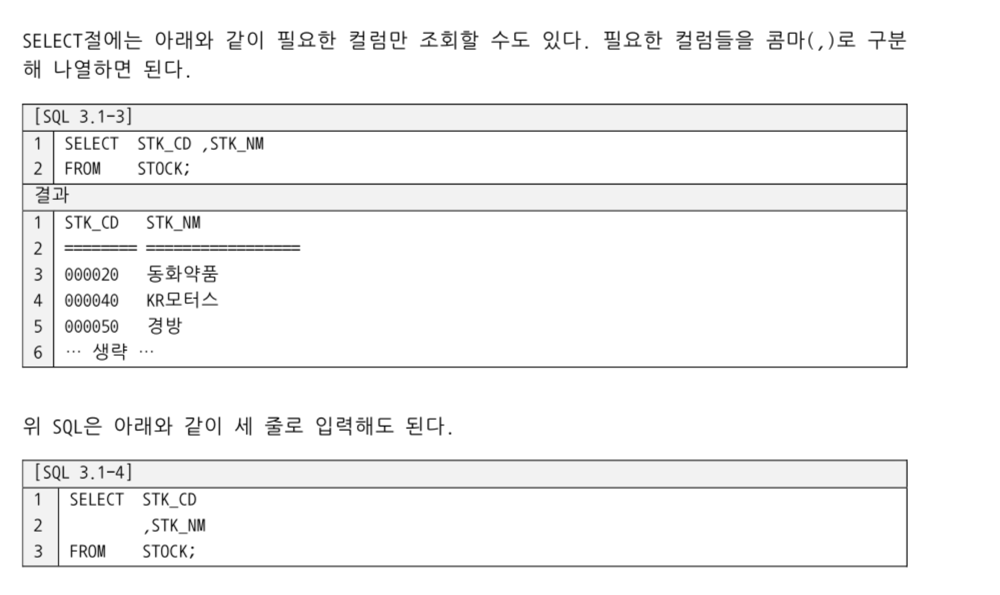 SELECT절에는 아래와 같이 필요한 컬럼만 조회할 수도 있다. 필요한 컬럼들을 콤마(,)로 구분
해 나열하면 된다.
[SQL 3.1-3]
1 SELECT  STK_CD ,STK_NM
2 FROM    STOCK;
결과
1 STK_CD   STK_NM
2 ======== =================
3 000020   동화약품
4 000040   KR모터스
5 000050   경방
6 … 생략 …
위 SQL은 아래와 같이 세 줄로 입력해도 된다.
[SQL 3.1-4]
1 SELECT  STK_CD
2         ,STK_NM
3 FROM    STOCK;